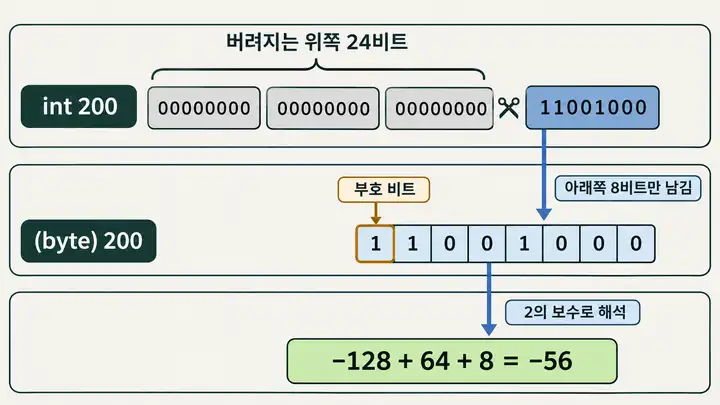 버려지는 위쪽 24비트
int 200
00000000 00000000 00000000 11001000
아래쪽 8비트만 남김
부호 비트
(byte) 200
1 1 0 0 1 0 0 0
2의 보수로 해석
−128 + 64 + 8 = −56